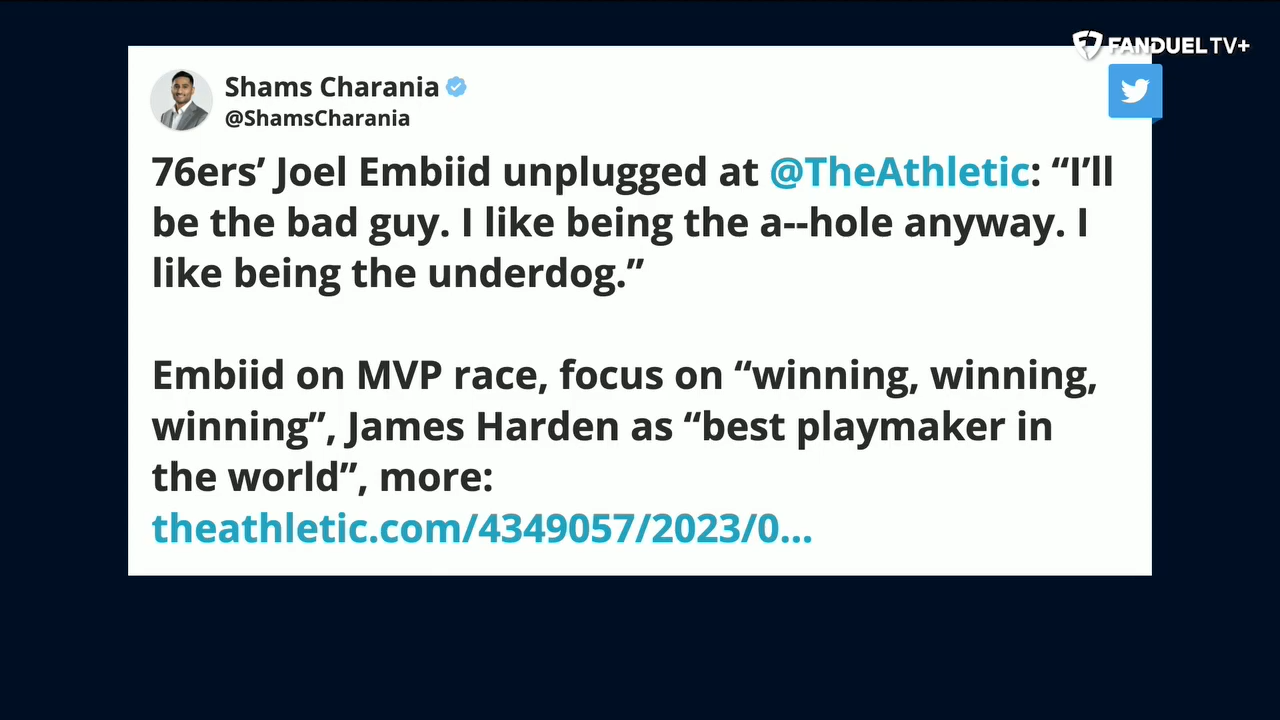 FANDUEL TV+
Shams Charania
@ShamsCharania
76ers’ Joel Embiid unplugged at @TheAthletic: “I’ll
be the bad guy. I like being the a--hole anyway. I
like being the underdog.”
Embiid on MVP race, focus on “winning, winning,
winning”, James Harden as “best playmaker in
the world”, more:
theathletic.com/4349057/2023/0...